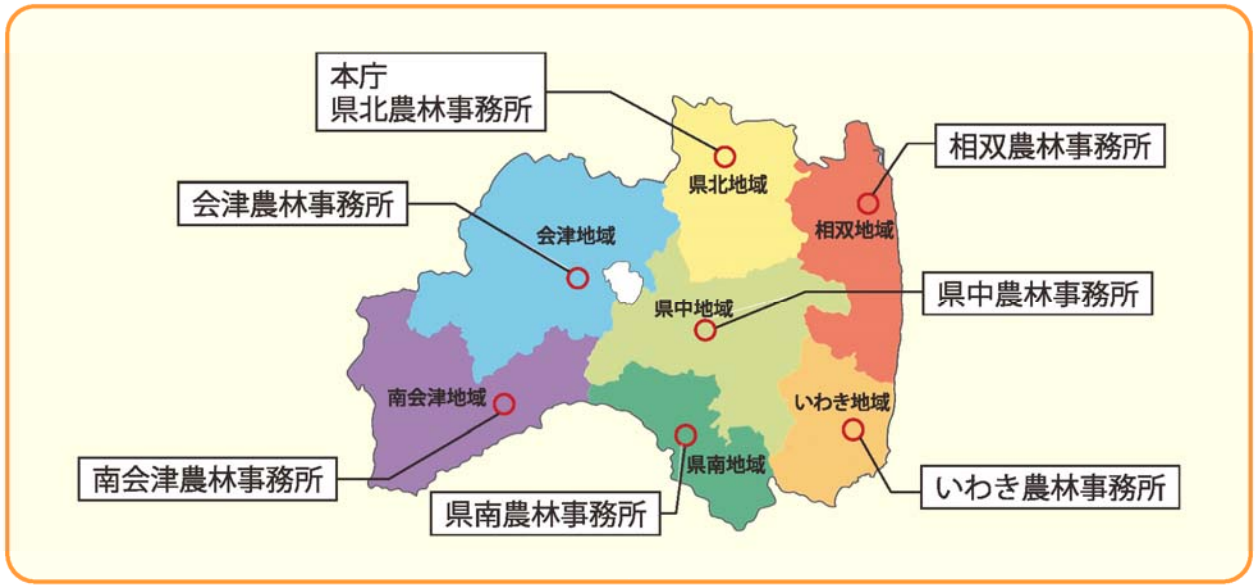 本庁
県北農林事務所
相双農林事務所
県北地域
会津農林事務所
相双地域
会津地域
県中農林事務所
県中地域
南会津地域
いわき地域
県南地域
南会津農林事務所
いわき農林事務所
県南農林事務所